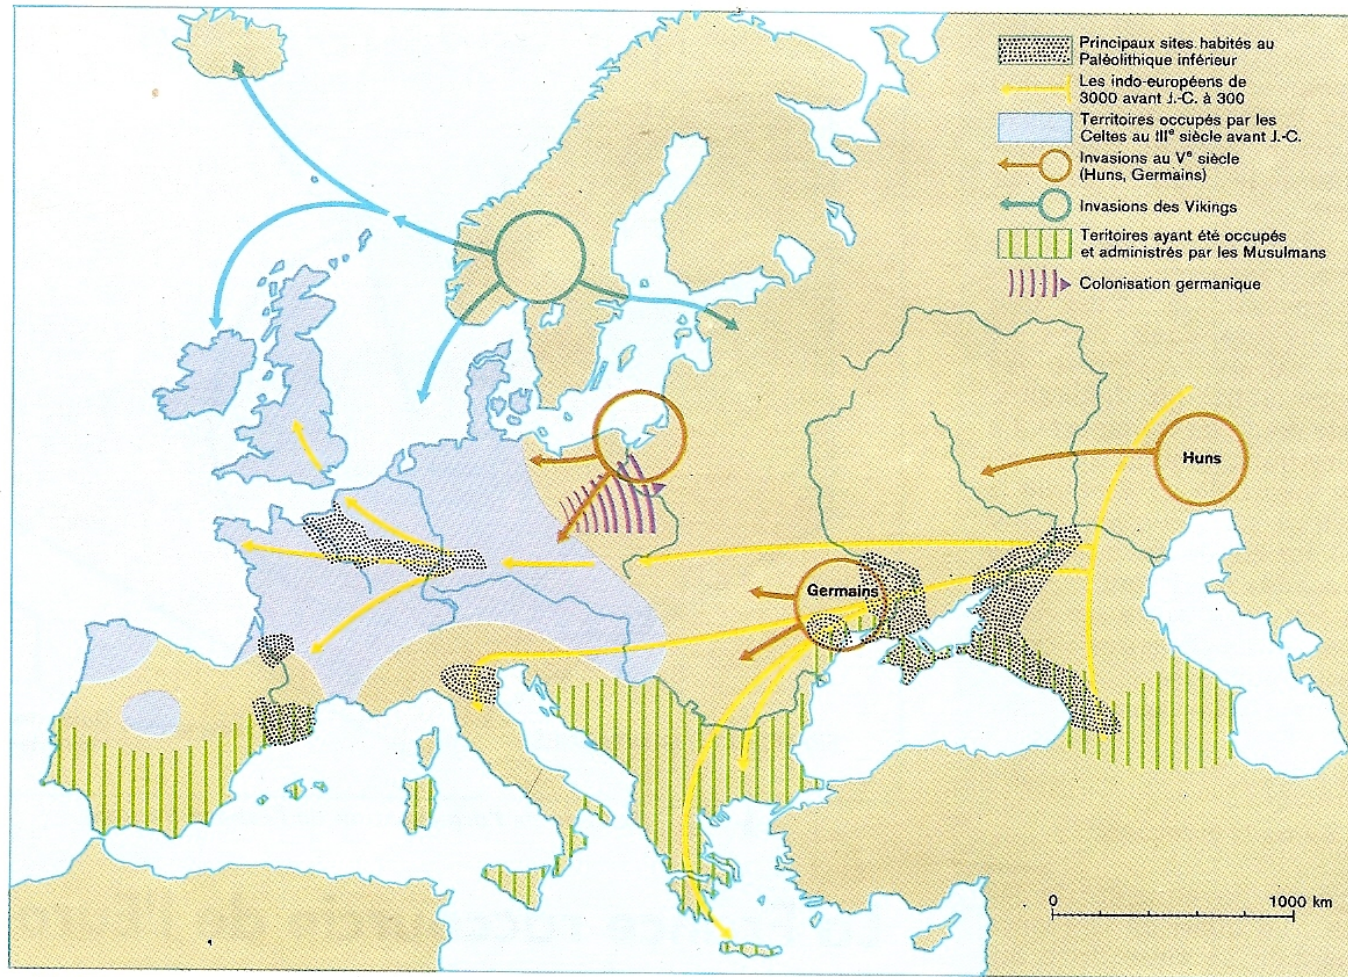 Principaux sites habités au
Paléolithique inférieur
Les indo-européens de
3000 avant J.-C. à 300
Territoires occupés par les
Celtes au IIIe siècle avant J.-C.
Invasions au Ve siècle
(Huns, Germains)
Invasions des Vikings
Teritoires ayant été occupés
et administrés par les Musulmans
Colonisation germanique
Huns
Germains
0 1000 km